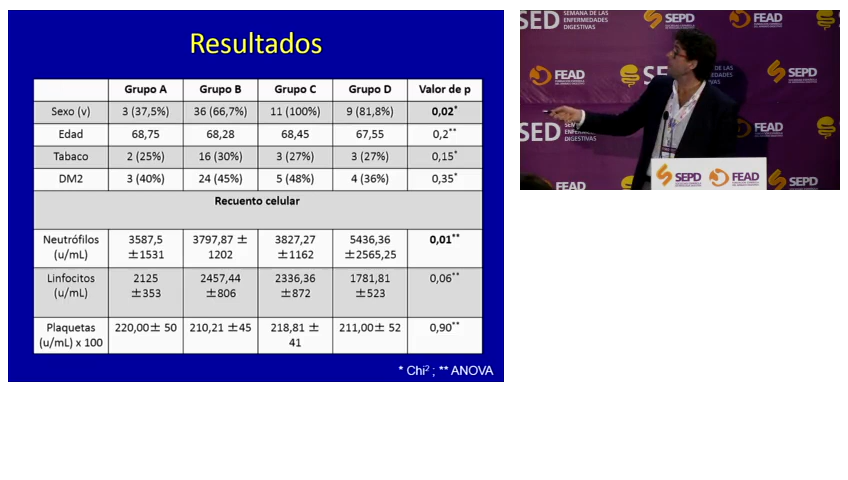 Resultados
Grupo A Grupo B Grupo C Grupo D Valor de p
Sexo (v) 3 (37,5%) 36 (66,7%) 11 (100%) 9 (81,8%) 0,02*
Edad 68,75 68,28 68,45 67,55 0,2**
Tabaco 2 (25%) 16 (30%) 3 (27%) 3 (27%) 0,15*
DM2 3 (40%) 24 (45%) 5 (48%) 4 (36%) 0,35*
Recuento celular
Neutrófilos 3587,5 3797,87 ± 3827,27 5436,36 0,01**
(u/mL) ±1531 1202 ±1162 ±2565,25
Linfocitos 2125 2457,44 2336,36 1781,81 0,06**
(u/mL) ±353 ±806 ±872 ±523
Plaquetas 220,00± 50 210,21 ±45 218,81 ± 211,00± 52 0,90**
(u/mL) x 100 41
* Chi² ; ** ANOVA
SED SEMANA DE LAS
ENFERMEDADES
DIGESTIVAS
SEPD
FEAD
FEAD
SE
DE LAS
EDADES
SEPD
SED
FEAD
SEPD
FEAD
FEAD
SEPD